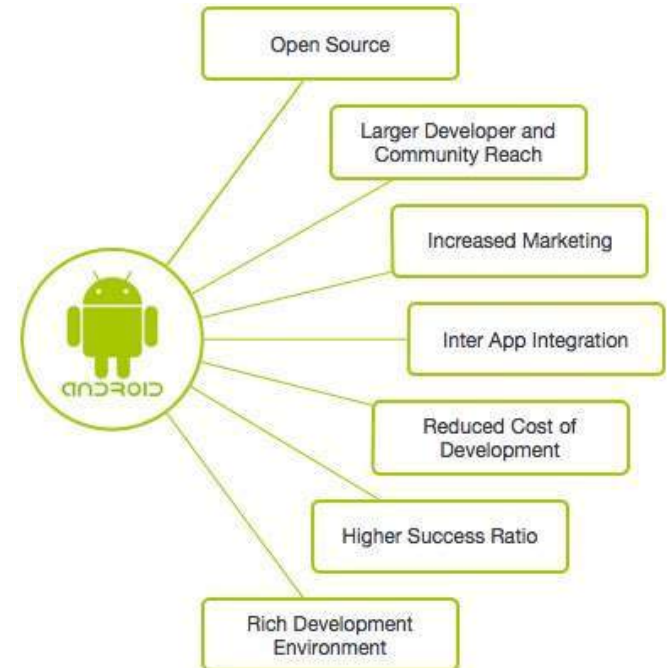 Open Source
Larger Developer and
Community Reach
Increased Marketing
Inter App Integration
ANDROID
Reduced Cost of
Development
Higher Success Ratio
Rich Development
Environment